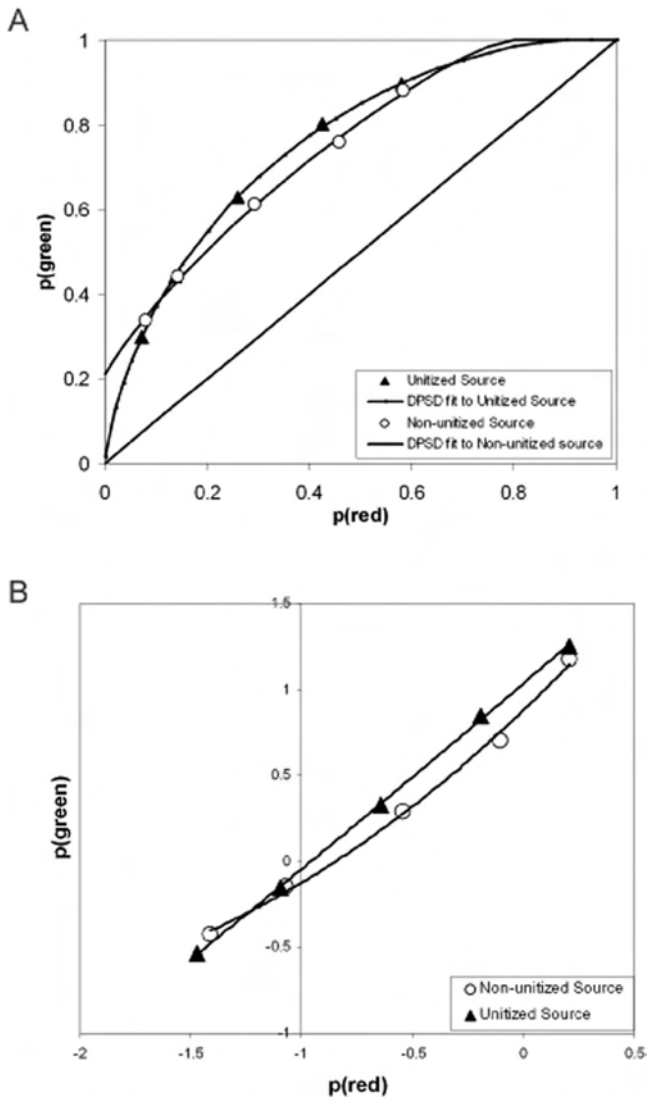 A
1
0.8
0.6
0.4
0.2
0
p(green)
0 0.2 0.4 0.6 0.8 1
p(red)
Unitized Source
DPSD fit to Unitized Source
Non-unitized Source
DPSD fit to Non-unitized source
B
1.5
1
0.5
0
-0.5
-1
p(green)
-2 -1.5 -1 -0.5 0 0.5
p(red)
Non-unitized Source
Unitized Source